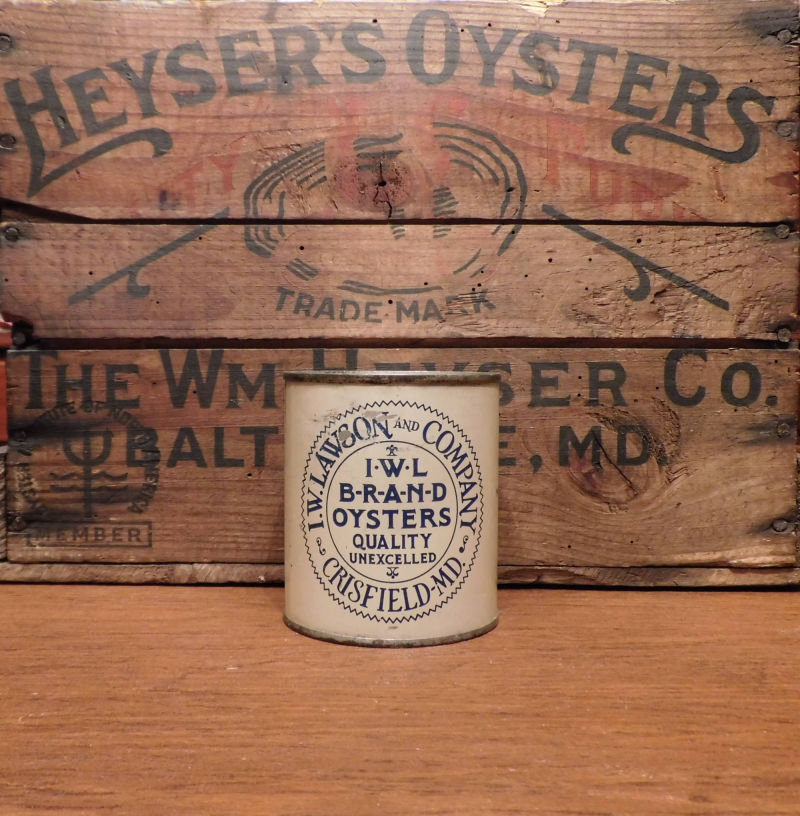 HEYSER'S OYSTERS
TRADE MARK
THE WM HEYSER CO.
BALT E, MD.
MEMBER
I.W. LAWSON AND COMPANY
I·W·L
B-R-A-N-D
OYSTERS
QUALITY
UNEXCELLED
CRISFIELD-MD.